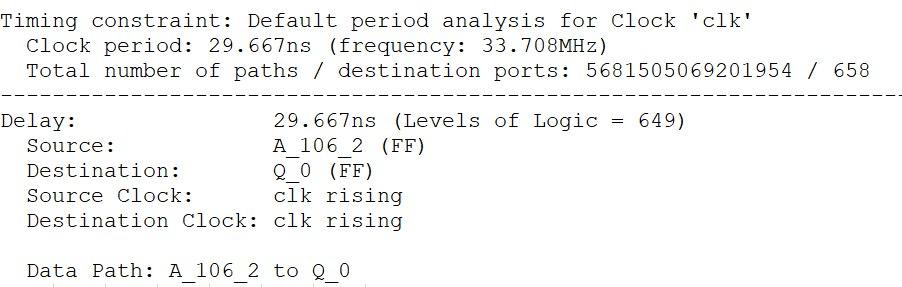 Timing constraint: Default period analysis for Clock 'clk'
Clock period: 29.667ns (frequency: 33.708MHz)
Total number of paths / destination ports: 5681505069201954 / 658
-------------------------------------------------------------------------
Delay: 29.667ns (Levels of Logic = 649)
Source: A_106_2 (FF)
Destination: Q_0 (FF)
Source Clock: clk rising
Destination Clock: clk rising
Data Path: A_106_2 to Q_0